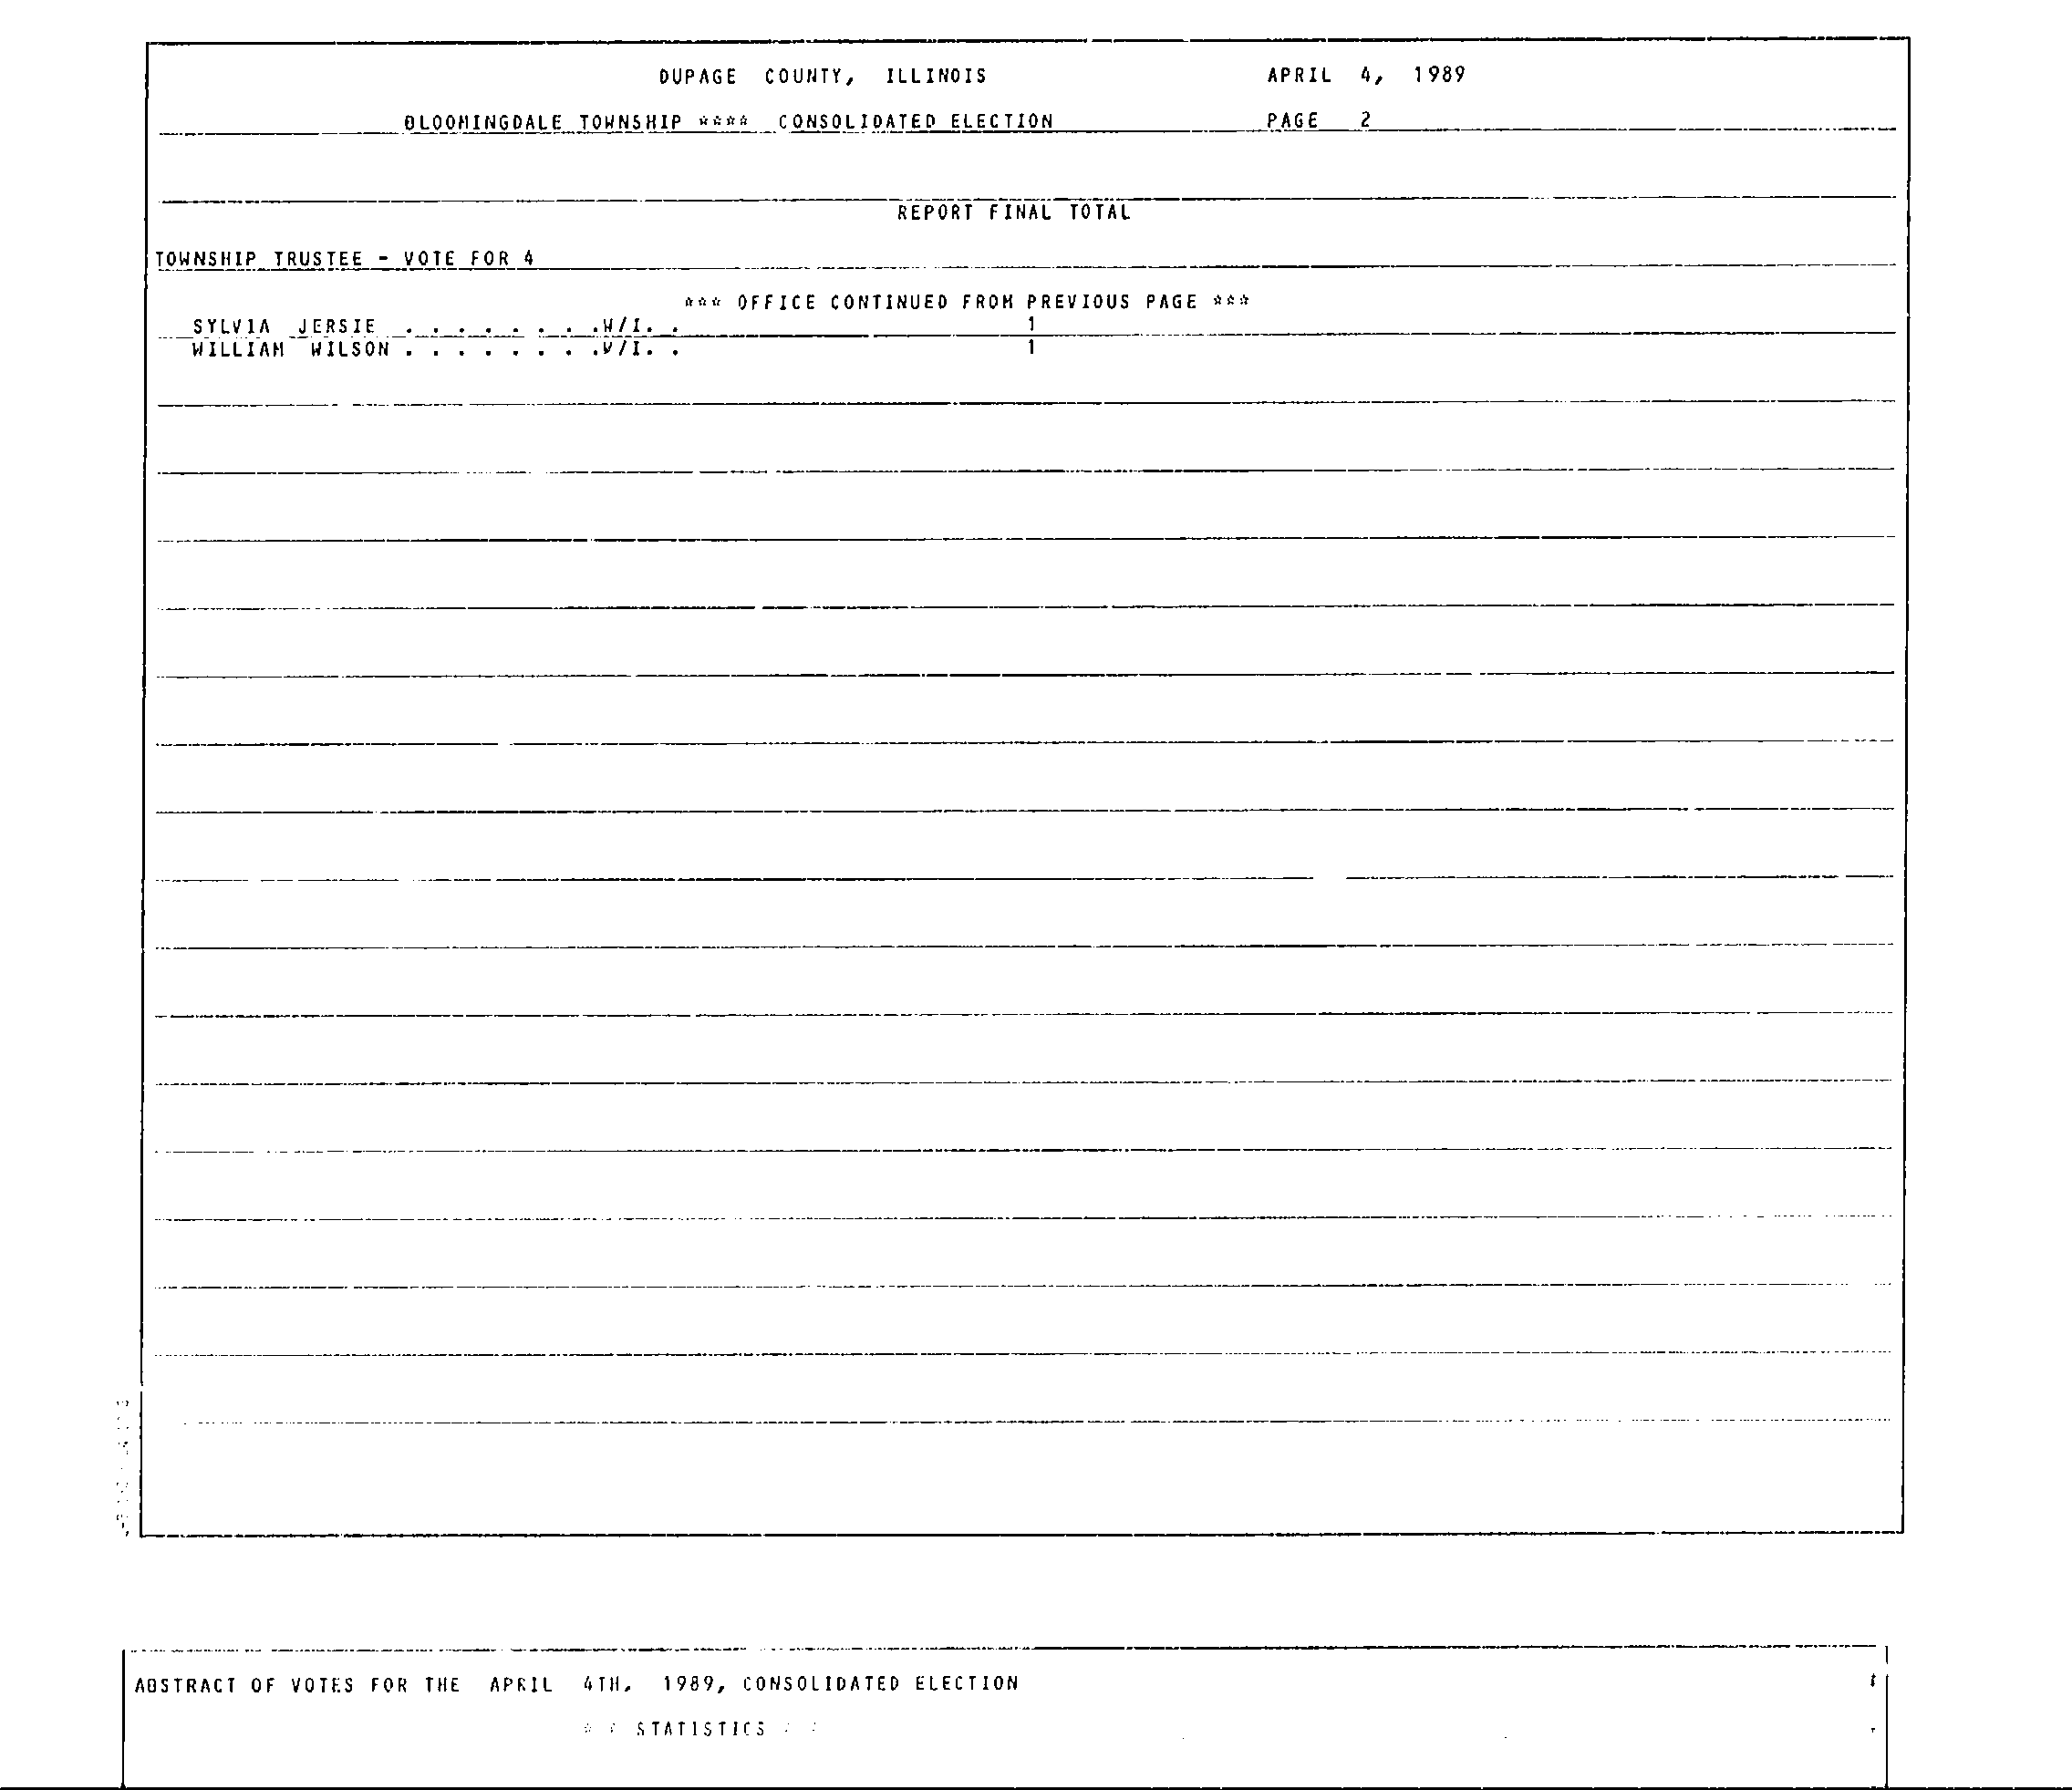 DUPAGE COUNTY, ILLINOIS APRIL 4, 1989
BLOOMINGDALE TOWNSHIP **** CONSOLIDATED ELECTION PAGE 2
REPORT FINAL TOTAL
TOWNSHIP TRUSTEE - VOTE FOR 4
*** OFFICE CONTINUED FROM PREVIOUS PAGE ***
SYLVIA JERSIE . . . . . . . .W/I. . 1
WILLIAM WILSON . . . . . . . .W/I. . 1
ABSTRACT OF VOTES FOR THE APRIL 4TH, 1989, CONSOLIDATED ELECTION
* * STATISTICS * *